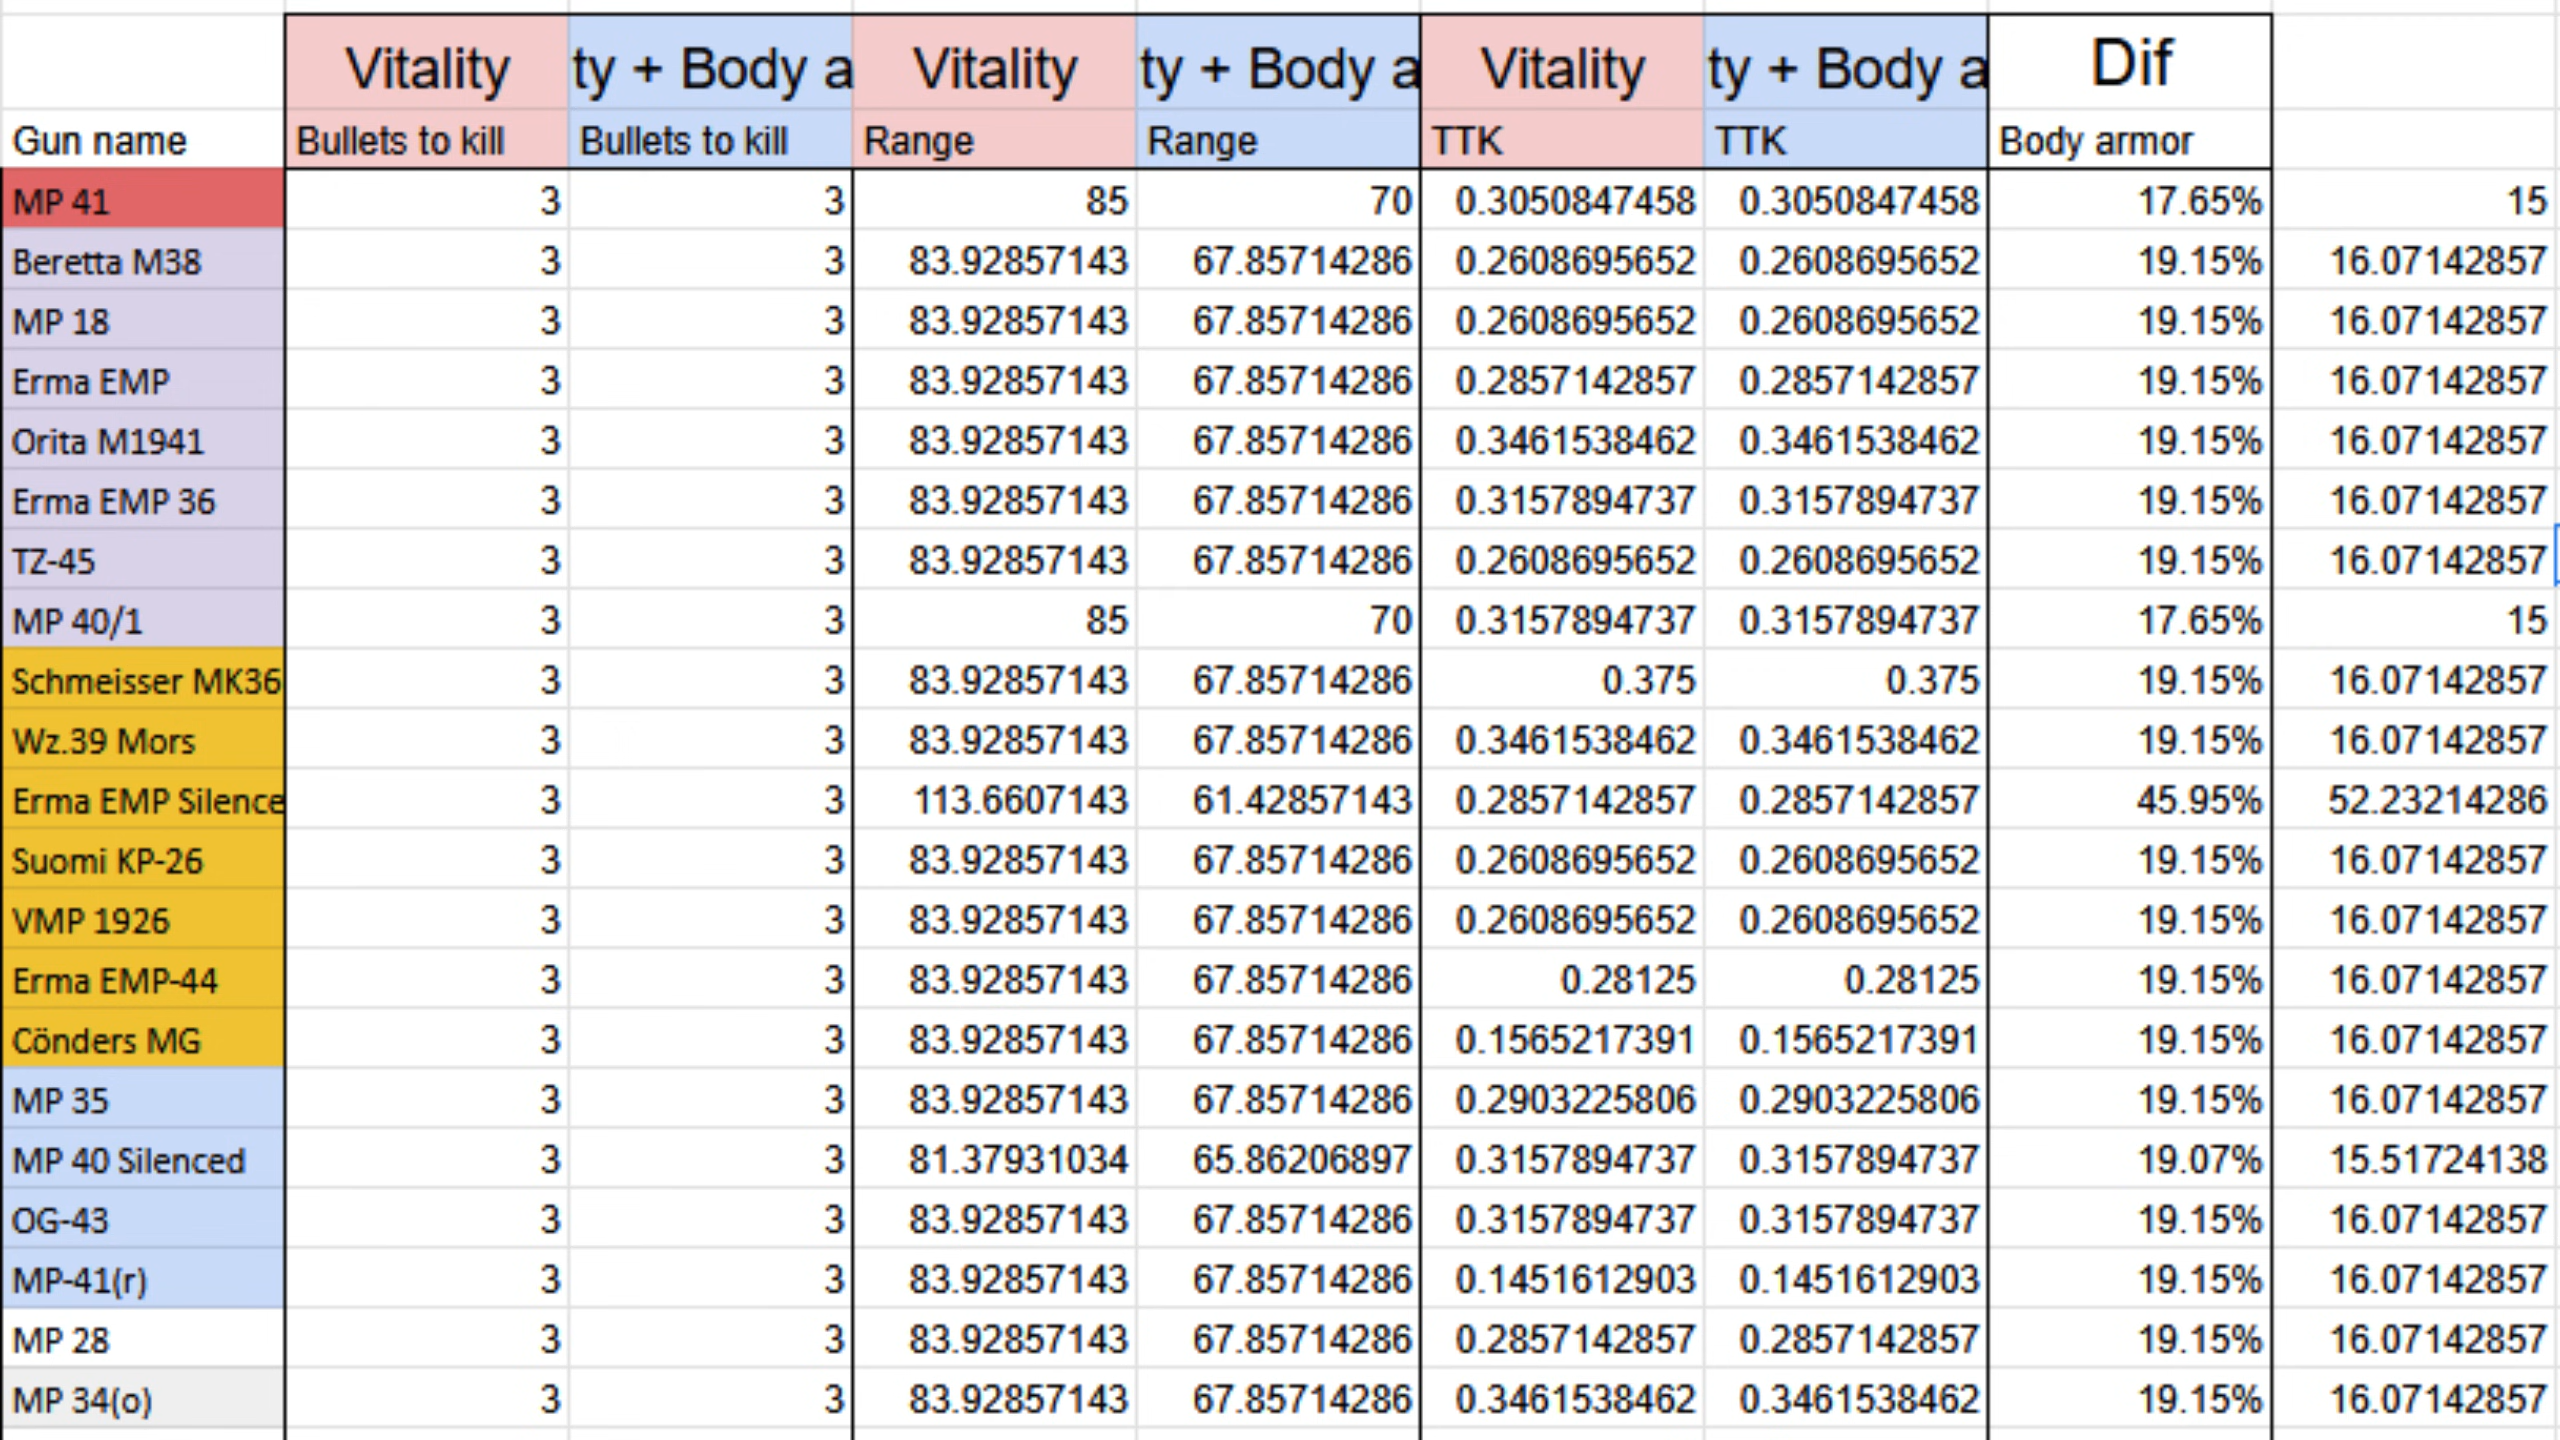 Vitality ty + Body a Vitality ty + Body a Vitality ty + Body a Dif
Gun name Bullets to kill Bullets to kill Range Range TTK TTK Body armor
MP 41 3 3 85 70 0.3050847458 0.3050847458 17.65% 15
Beretta M38 3 3 83.92857143 67.85714286 0.2608695652 0.2608695652 19.15% 16.07142857
MP 18 3 3 83.92857143 67.85714286 0.2608695652 0.2608695652 19.15% 16.07142857
Erma EMP 3 3 83.92857143 67.85714286 0.2857142857 0.2857142857 19.15% 16.07142857
Orita M1941 3 3 83.92857143 67.85714286 0.3461538462 0.3461538462 19.15% 16.07142857
Erma EMP 36 3 3 83.92857143 67.85714286 0.3157894737 0.3157894737 19.15% 16.07142857
TZ-45 3 3 83.92857143 67.85714286 0.2608695652 0.2608695652 19.15% 16.07142857
MP 40/1 3 3 85 70 0.3157894737 0.3157894737 17.65% 15
Schmeisser MK36 3 3 83.92857143 67.85714286 0.375 0.375 19.15% 16.07142857
Wz.39 Mors 3 3 83.92857143 67.85714286 0.3461538462 0.3461538462 19.15% 16.07142857
Erma EMP Silence 3 3 113.6607143 61.42857143 0.2857142857 0.2857142857 45.95% 52.23214286
Suomi KP-26 3 3 83.92857143 67.85714286 0.2608695652 0.2608695652 19.15% 16.07142857
VMP 1926 3 3 83.92857143 67.85714286 0.2608695652 0.2608695652 19.15% 16.07142857
Erma EMP-44 3 3 83.92857143 67.85714286 0.28125 0.28125 19.15% 16.07142857
Cönders MG 3 3 83.92857143 67.85714286 0.1565217391 0.1565217391 19.15% 16.07142857
MP 35 3 3 83.92857143 67.85714286 0.2903225806 0.2903225806 19.15% 16.07142857
MP 40 Silenced 3 3 81.37931034 65.86206897 0.3157894737 0.3157894737 19.07% 15.51724138
OG-43 3 3 83.92857143 67.85714286 0.3157894737 0.3157894737 19.15% 16.07142857
MP-41(r) 3 3 83.92857143 67.85714286 0.1451612903 0.1451612903 19.15% 16.07142857
MP 28 3 3 83.92857143 67.85714286 0.2857142857 0.2857142857 19.15% 16.07142857
MP 34(o) 3 3 83.92857143 67.85714286 0.3461538462 0.3461538462 19.15% 16.07142857